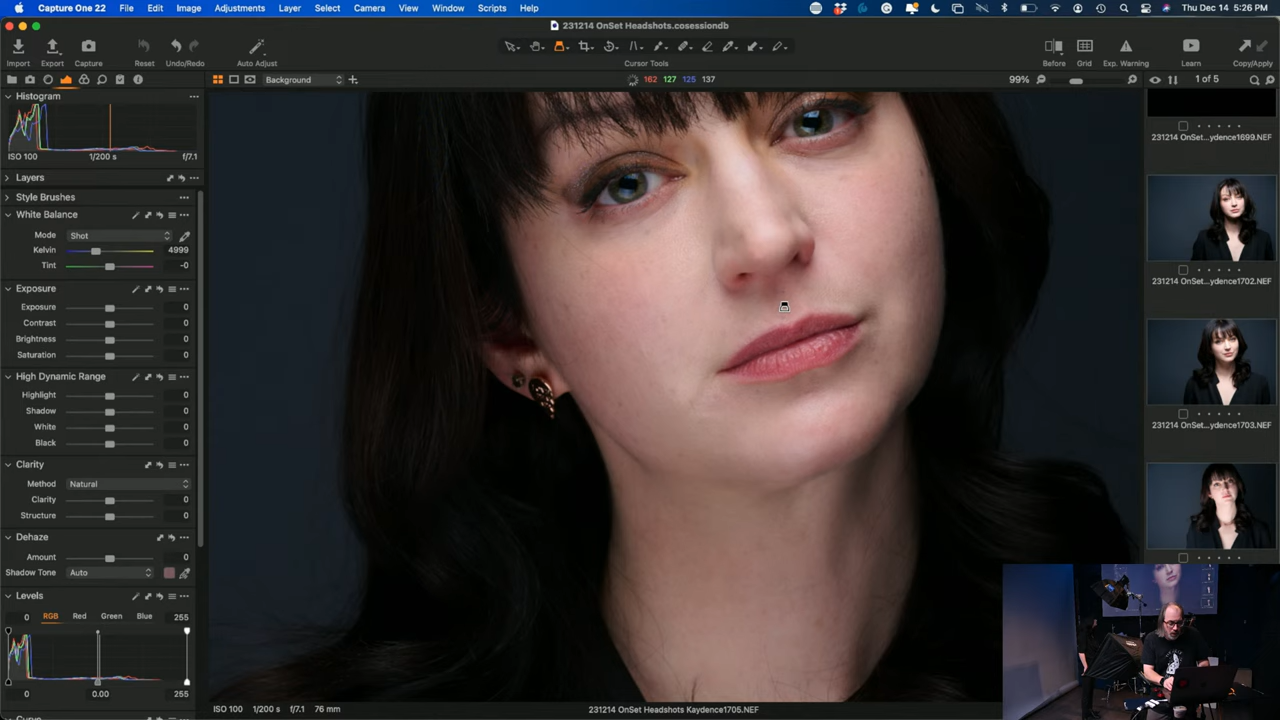 Capture One 22 File Edit Image Adjustments Layer Select Camera View Window Scripts Help Thu Dec 14 5:26 PM
231214 OnSet Headshots.cosessiondb
Import Export Capture Reset Undo/Redo Auto Adjust Cursor Tools Before Grid Exp. Warning Learn Copy/Apply
Background 162 127 125 137 99% 1 of 5
Histogram
ISO 100 1/200 s f/7.1
Layers
Style Brushes
White Balance
Mode Shot
Kelvin 4999
Tint -0
Exposure
Exposure 0
Contrast 0
Brightness 0
Saturation 0
High Dynamic Range
Highlight 0
Shadow 0
White 0
Black 0
Clarity
Method Natural
Clarity 0
Structure 0
Dehaze
Amount 0
Shadow Tone Auto
Levels
0 RGB Red Green Blue 255
0 0.00 255
231214 OnSet...ydence1699.NEF
231214 OnSet...ydence1702.NEF
231214 OnSet...ydence1703.NEF
ISO 100 1/200 s f/7.1 76 mm 231214 OnSet Headshots Kaydence1705.NEF